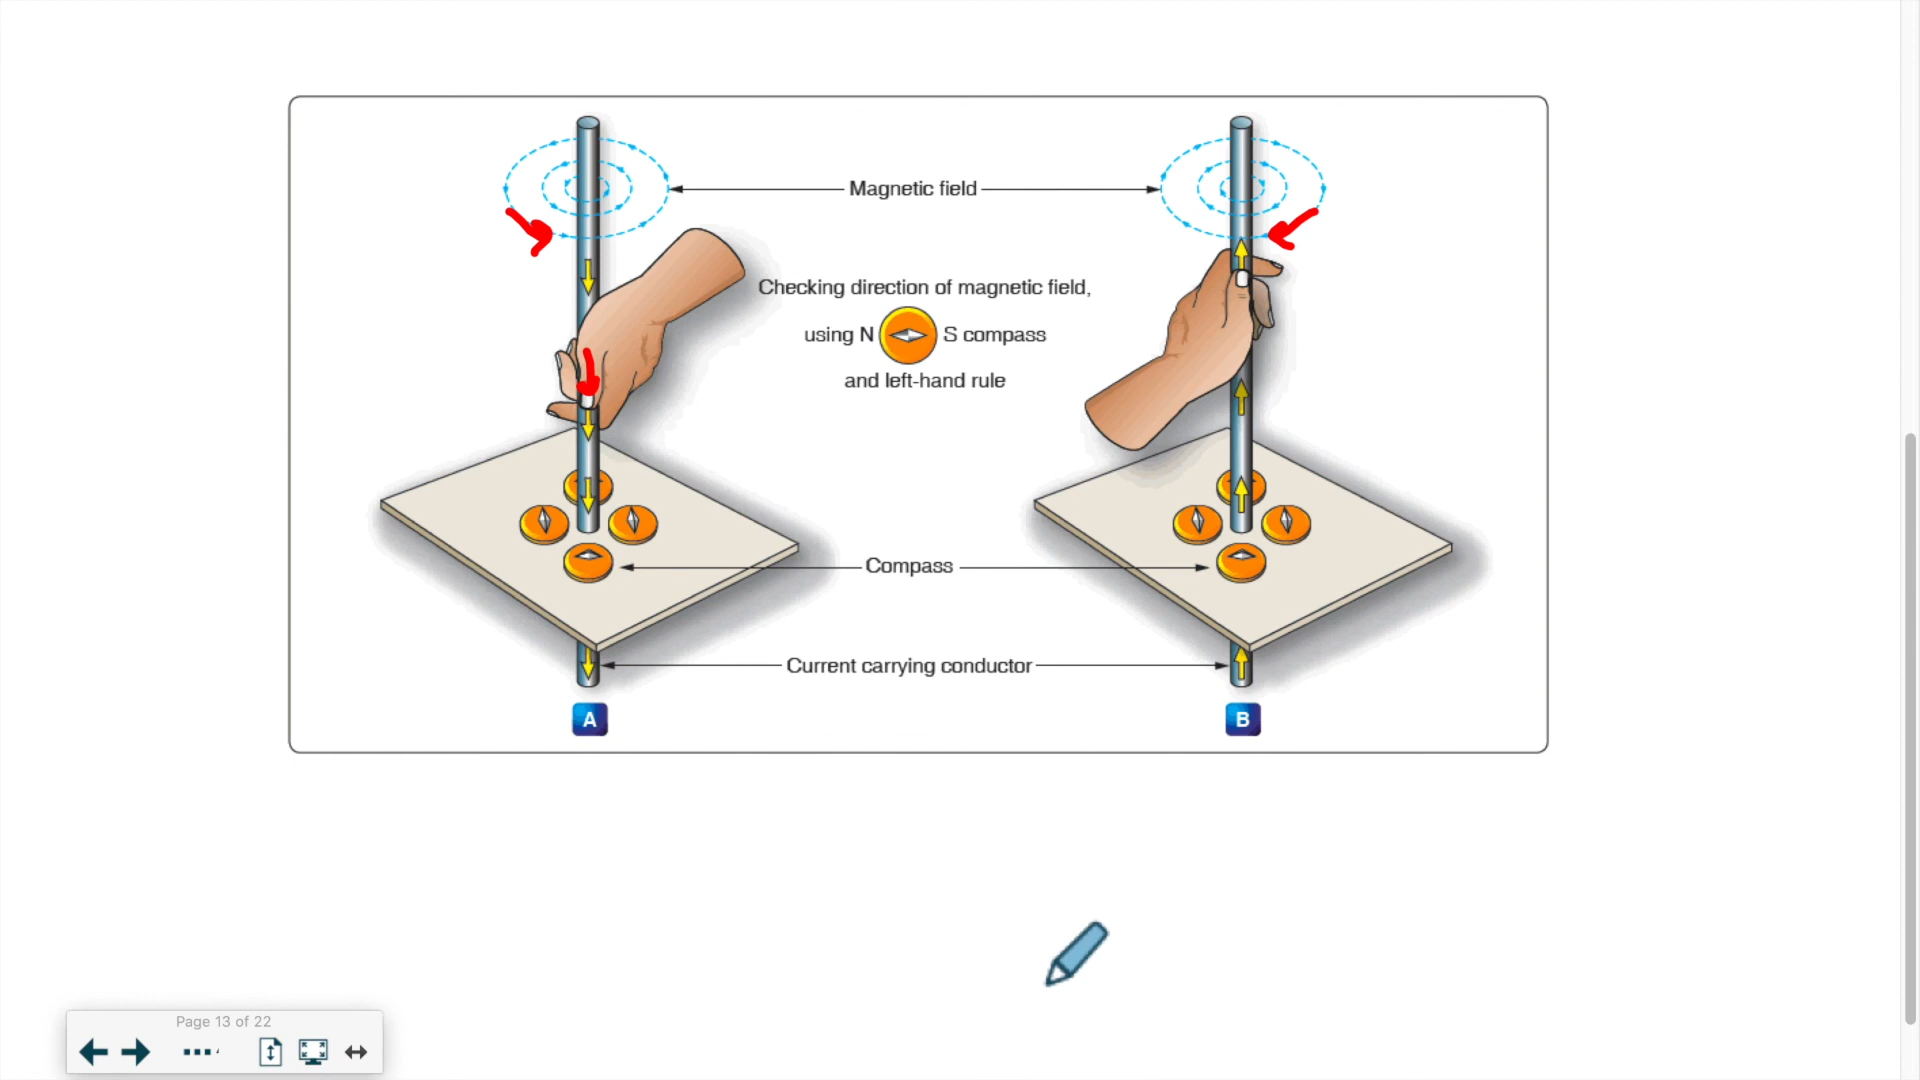 Magnetic field
Checking direction of magnetic field,
using N S compass
and left-hand rule
Compass
Current carrying conductor
A
B
Page 13 of 22